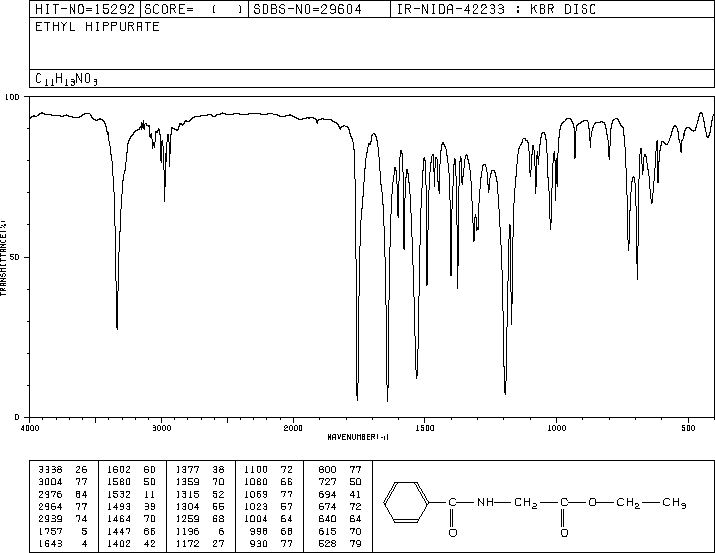 HIT-NO=15292 SCORE= ( ) SDBS-NO=29604 IR-NIDA-42233 : KBR DISC
ETHYL HIPPURATE
C11H13NO3
100
TRANSMITTANCE(%)
50
0
4000 3000 2000 1500 1000 500
WAVENUMBER(-1)
3338 26 1602 60 1377 38 1100 72 800 77
3004 77 1580 50 1359 70 1080 66 727 50
2976 64 1532 11 1315 52 1069 77 694 41
2964 77 1493 39 1304 55 1023 57 674 72
2939 74 1464 70 1259 68 1004 64 640 64
1757 5 1447 66 1196 6 998 68 615 70
1643 4 1402 42 1172 27 930 77 528 79
C NH CH2 C O CH2 CH3
O O